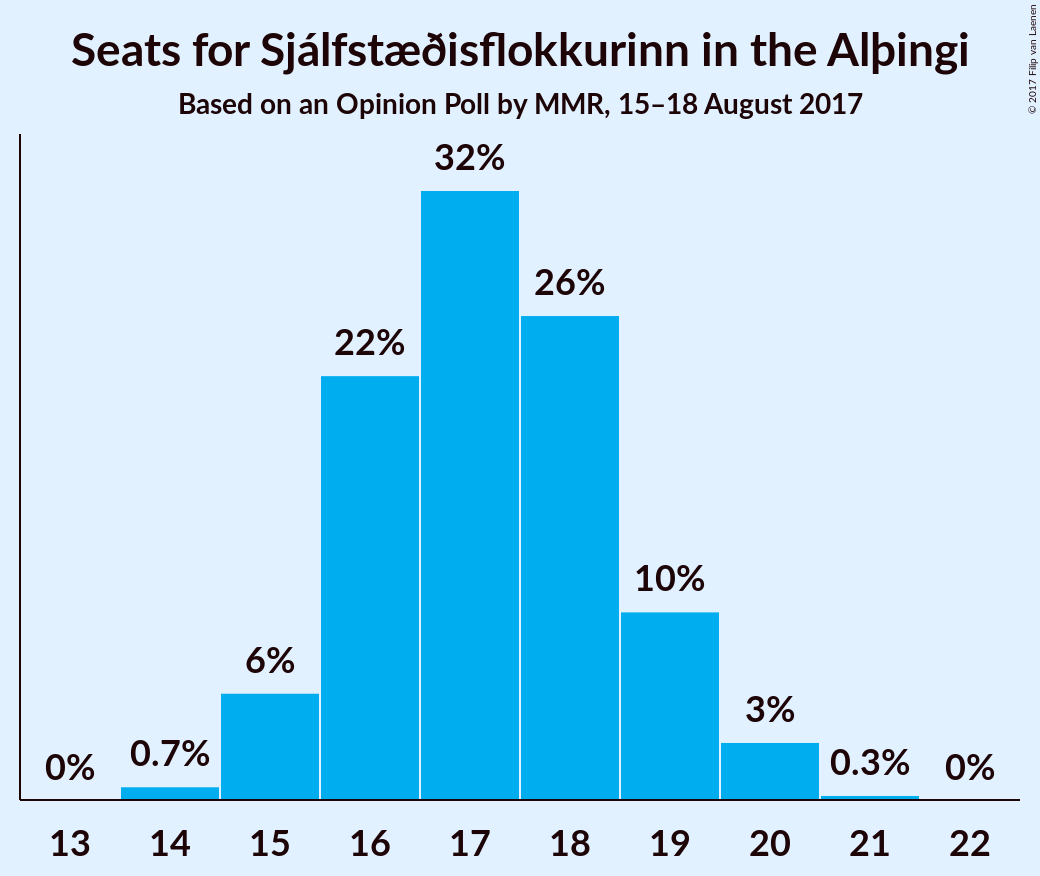 Seats for Sjálfstæðisflokkurinn in the Alþingi
Based on an Opinion Poll by MMR, 15–18 August 2017
© 2017 Filip van Laenen
32%
26%
22%
10%
6%
3%
0%
0.7%
0.3%
0%
13 14 15 16 17 18 19 20 21 22